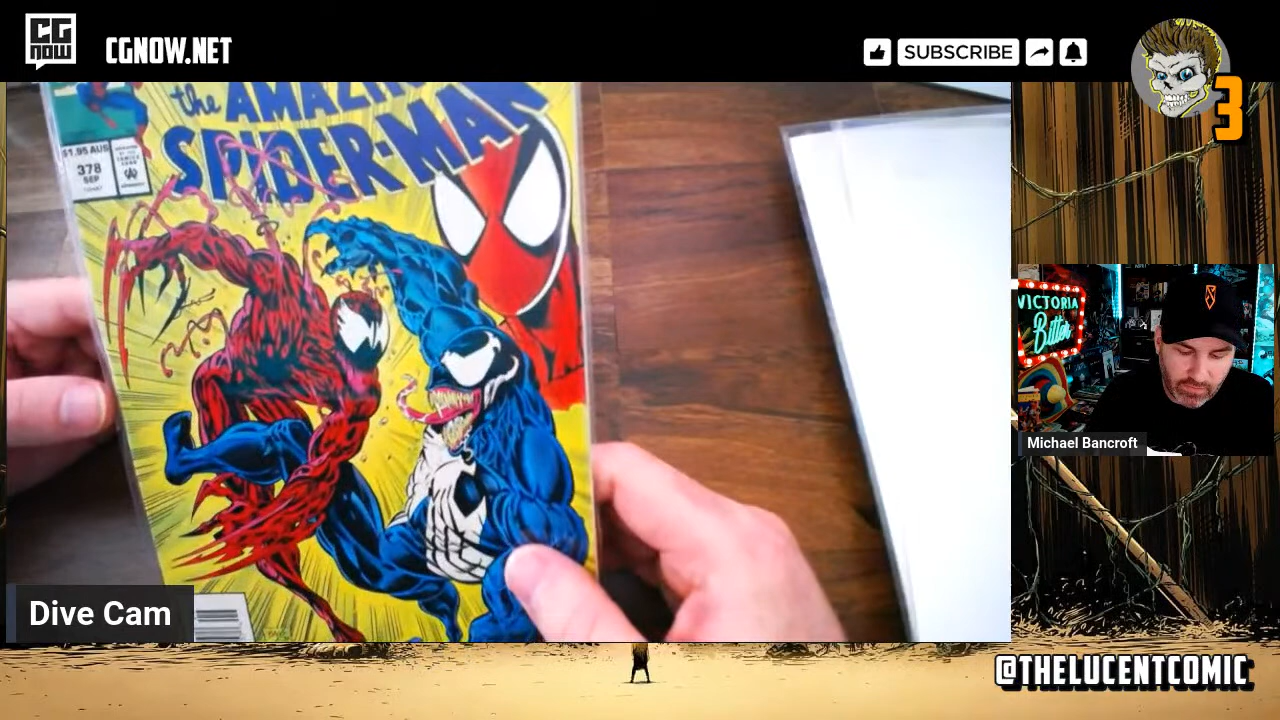 CG
NOW
CGNOW.NET
SUBSCRIBE
3
the AMAZI
SPIDER-MAN
$1.95 AUS
378
SEP
VICTORIA
Bitter
Michael Bancroft
Dive Cam
@THELUCENTCOMIC